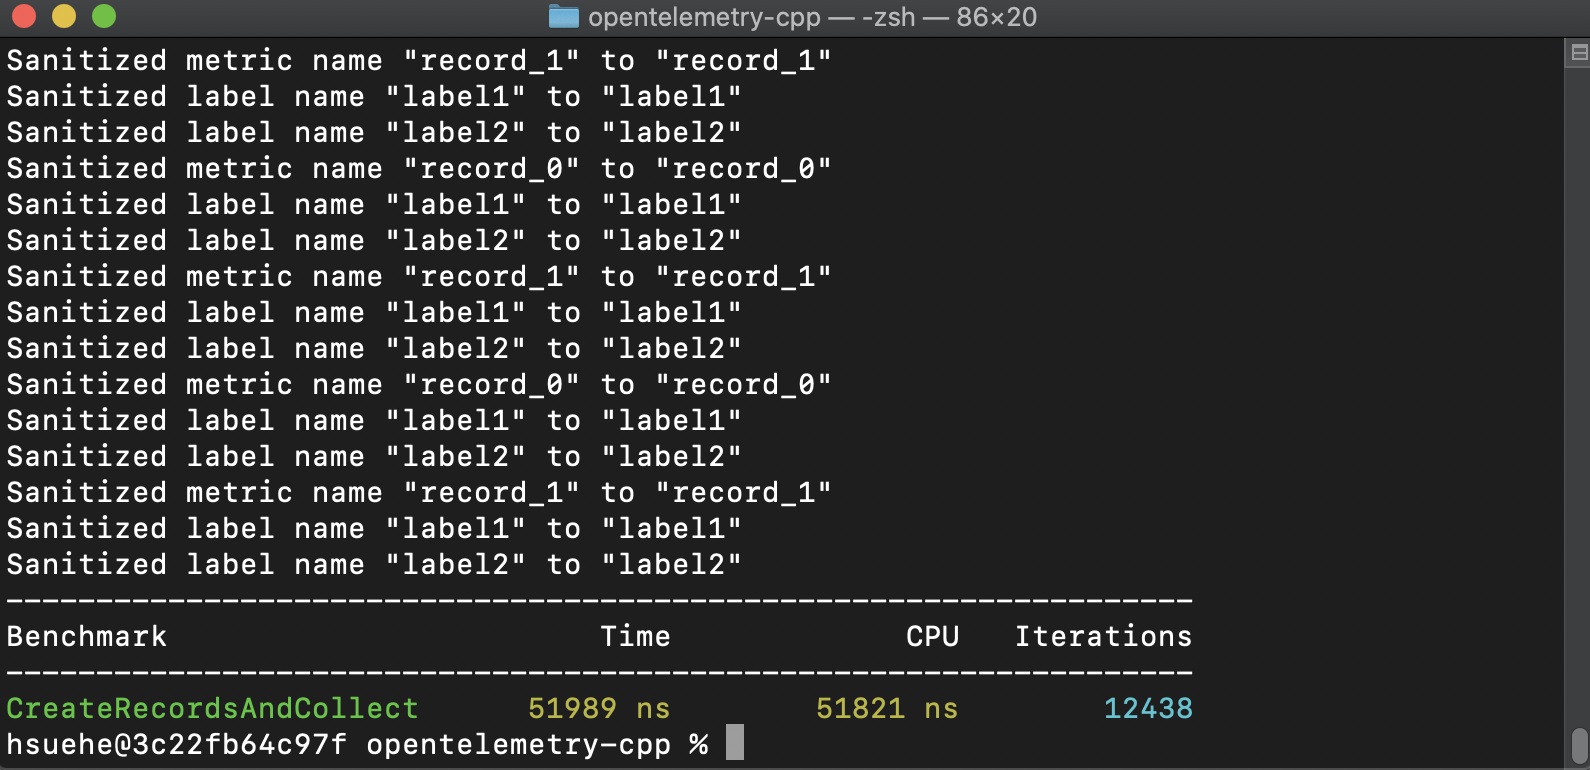 opentelemetry-cpp — -zsh — 86×20
Sanitized metric name "record_1" to "record_1"
Sanitized label name "label1" to "label1"
Sanitized label name "label2" to "label2"
Sanitized metric name "record_0" to "record_0"
Sanitized label name "label1" to "label1"
Sanitized label name "label2" to "label2"
Sanitized metric name "record_1" to "record_1"
Sanitized label name "label1" to "label1"
Sanitized label name "label2" to "label2"
Sanitized metric name "record_0" to "record_0"
Sanitized label name "label1" to "label1"
Sanitized label name "label2" to "label2"
Sanitized metric name "record_1" to "record_1"
Sanitized label name "label1" to "label1"
Sanitized label name "label2" to "label2"
------------------------------------------------------------------
Benchmark                        Time             CPU   Iterations
------------------------------------------------------------------
CreateRecordsAndCollect      51989 ns        51821 ns        12438
hsuehe@3c22fb64c97f opentelemetry-cpp %